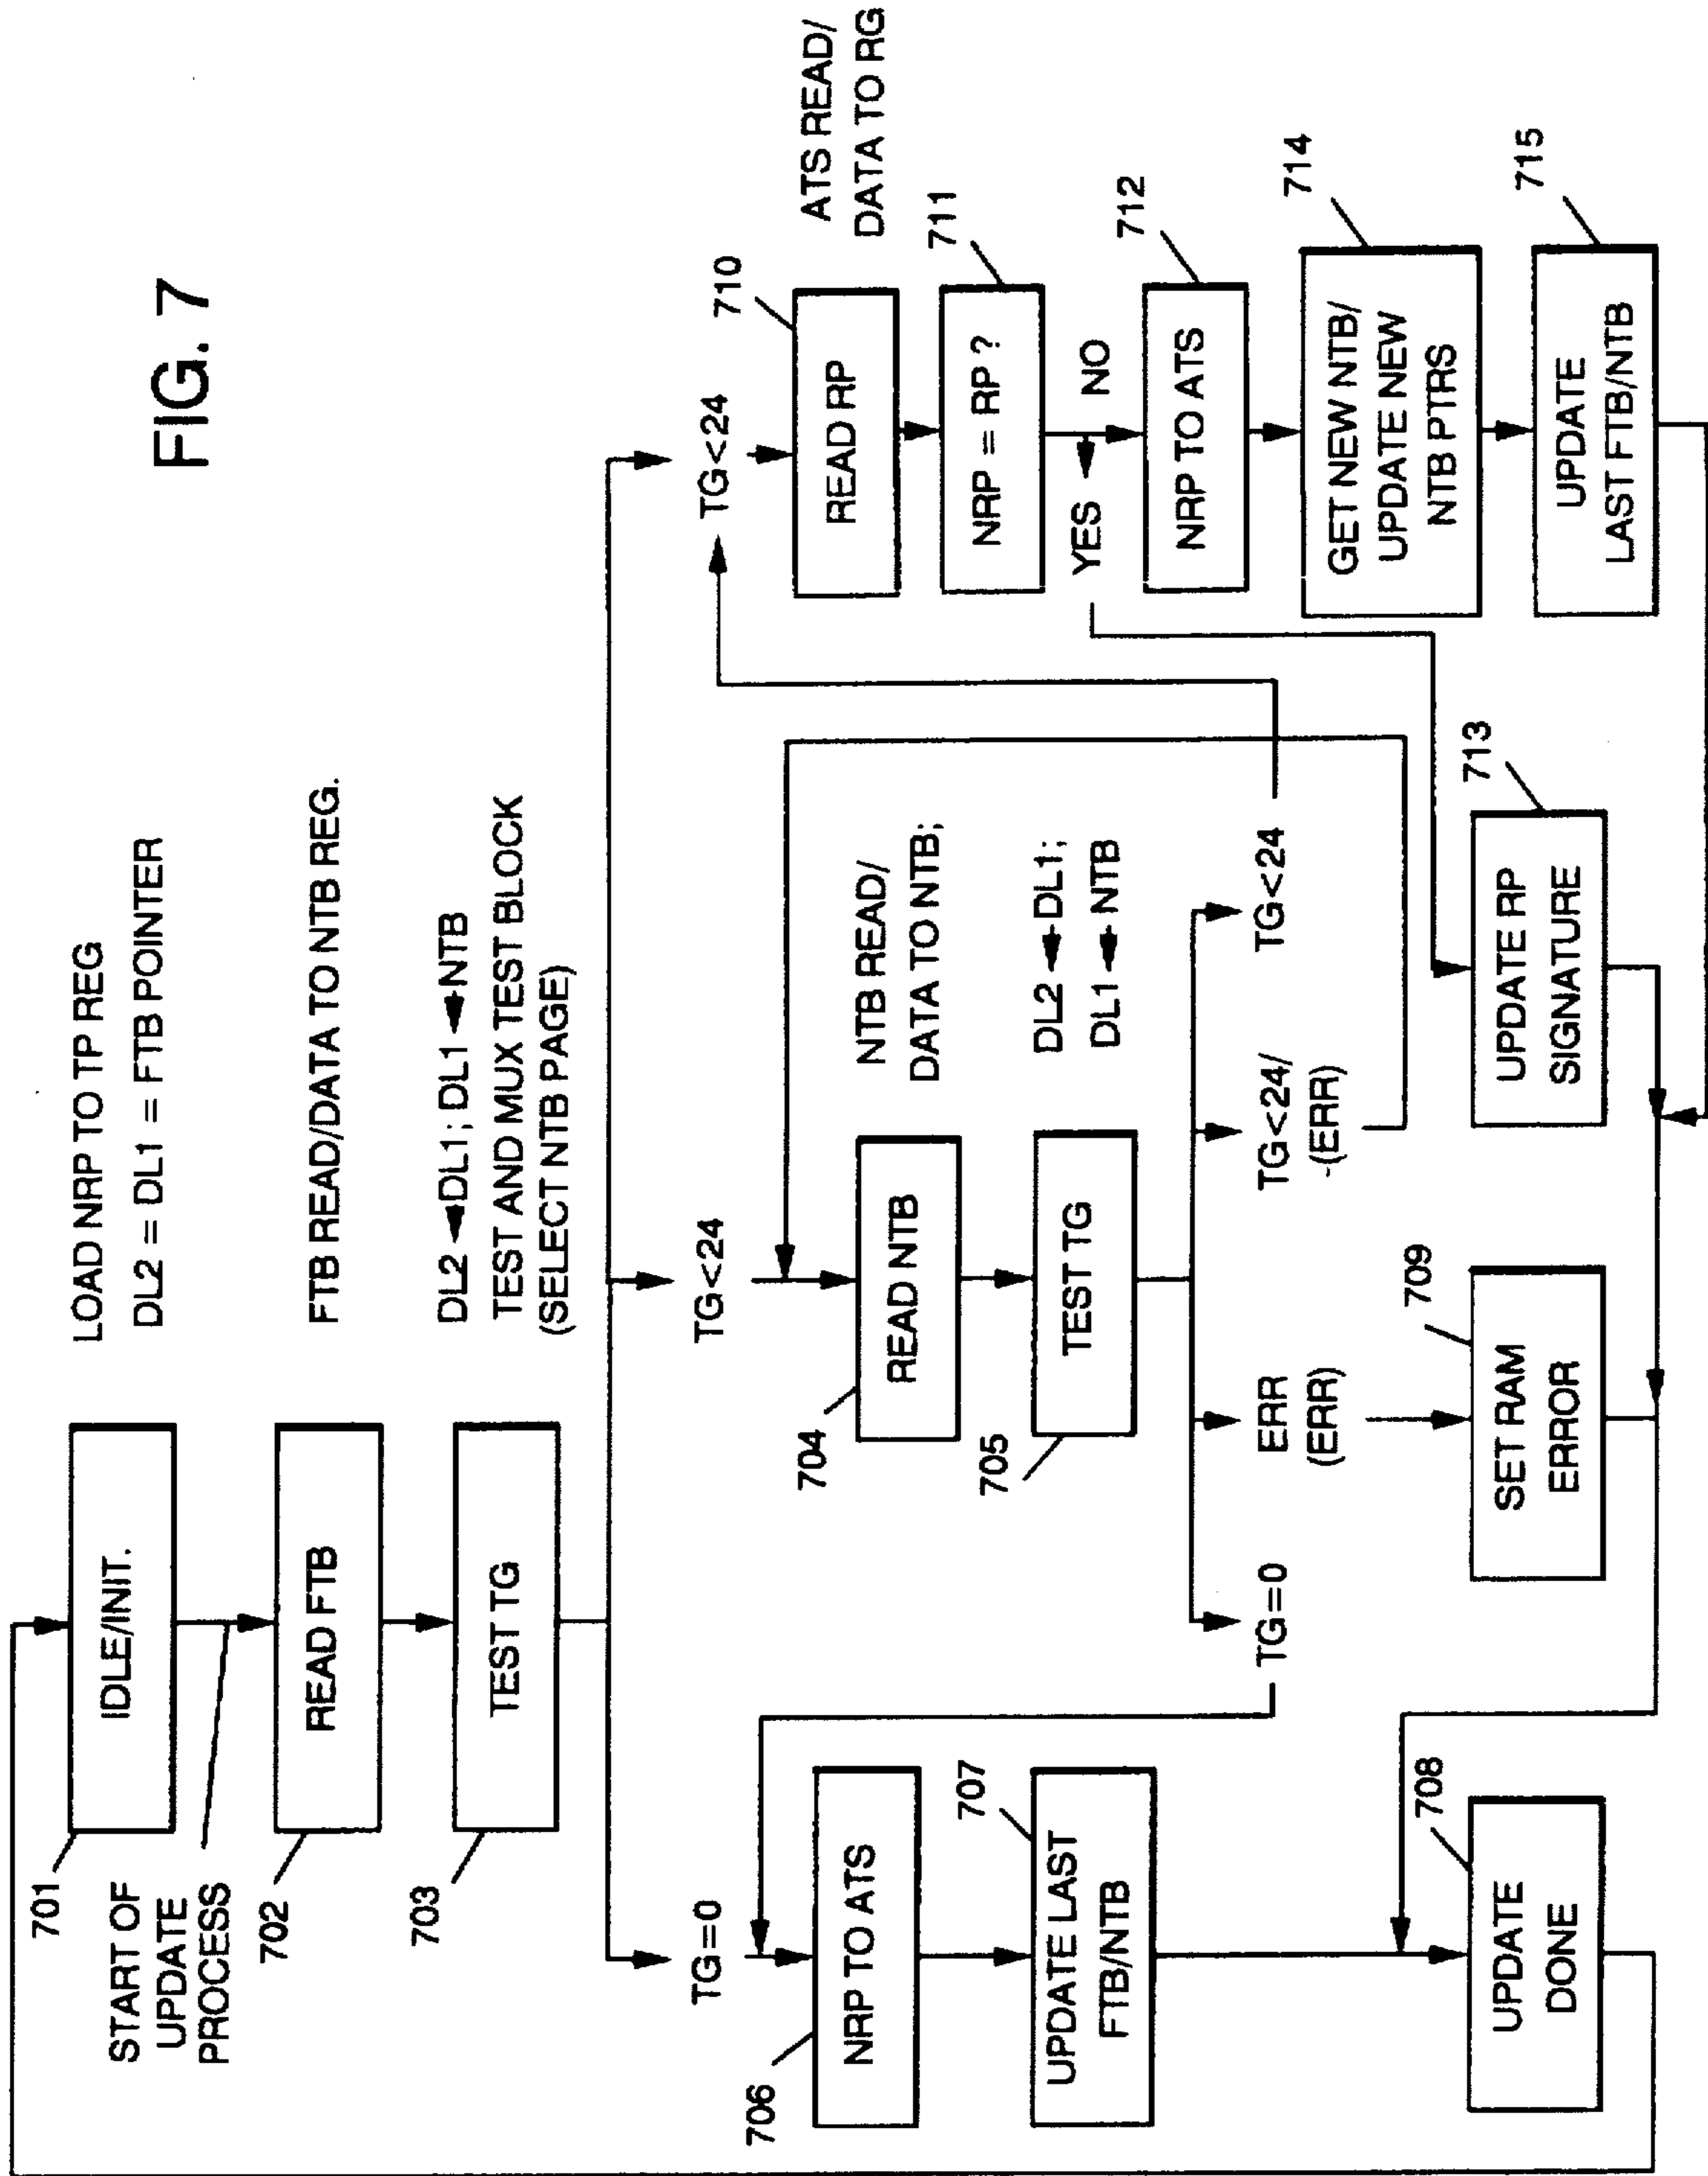 FIG. 7
701
IDLE/INIT.
LOAD NRP TO TP REG
DL2 = DL1 = FTB POINTER
START OF
UPDATE
PROCESS
702
READ FTB
FTB READ/DATA TO NTB REG.
703
TEST TG
DL2 ◄DL1; DL1 ◄NTB
TEST AND MUX TEST BLOCK
(SELECT NTB PAGE)
TG=0
TG<24
TG<24
706
NRP TO ATS
704
READ NTB
NTB READ/
DATA TO NTB;
710
READ RP
ATS READ/
DATA TO RG
707
UPDATE LAST
FTB/NTB
705
TEST TG
DL2 ◄DL1;
DL1 ◄NTB
711
NRP = RP ?
YES
NO
712
NRP TO ATS
TG=0
ERR
(ERR)
TG<24/
-(ERR)
TG<24
714
GET NEW NTB/
UPDATE NEW
NTB PTRS
708
UPDATE
DONE
709
SET RAM
ERROR
713
UPDATE RP
SIGNATURE
715
UPDATE
LAST FTB/NTB